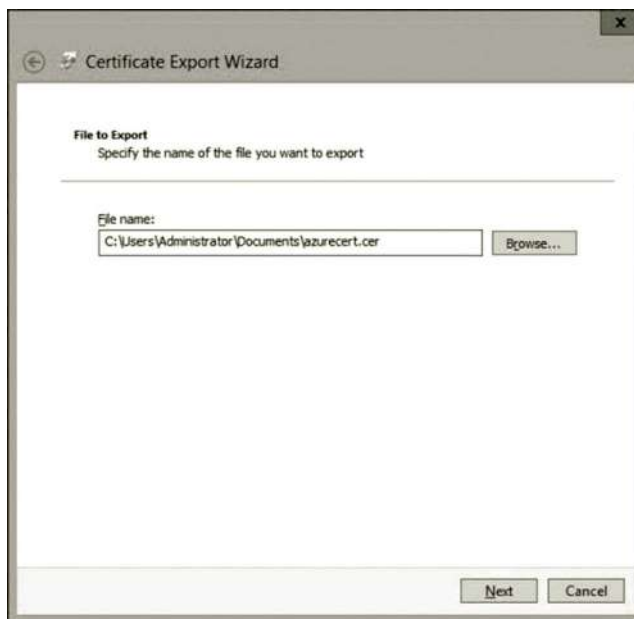 x
Certificate Export Wizard
File to Export
Specify the name of the file you want to export
File name:
C:\Users\Administrator\Documents\azurecert.cer
Browse...
Next
Cancel